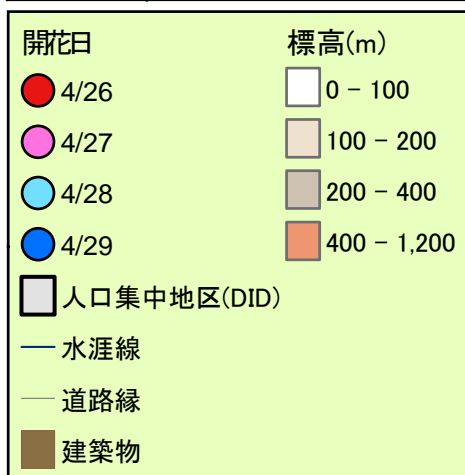 開花日
標高(m)
4/26
0 - 100
4/27
100 - 200
4/28
200 - 400
4/29
400 - 1,200
人口集中地区(DID)
水涯線
道路縁
建築物